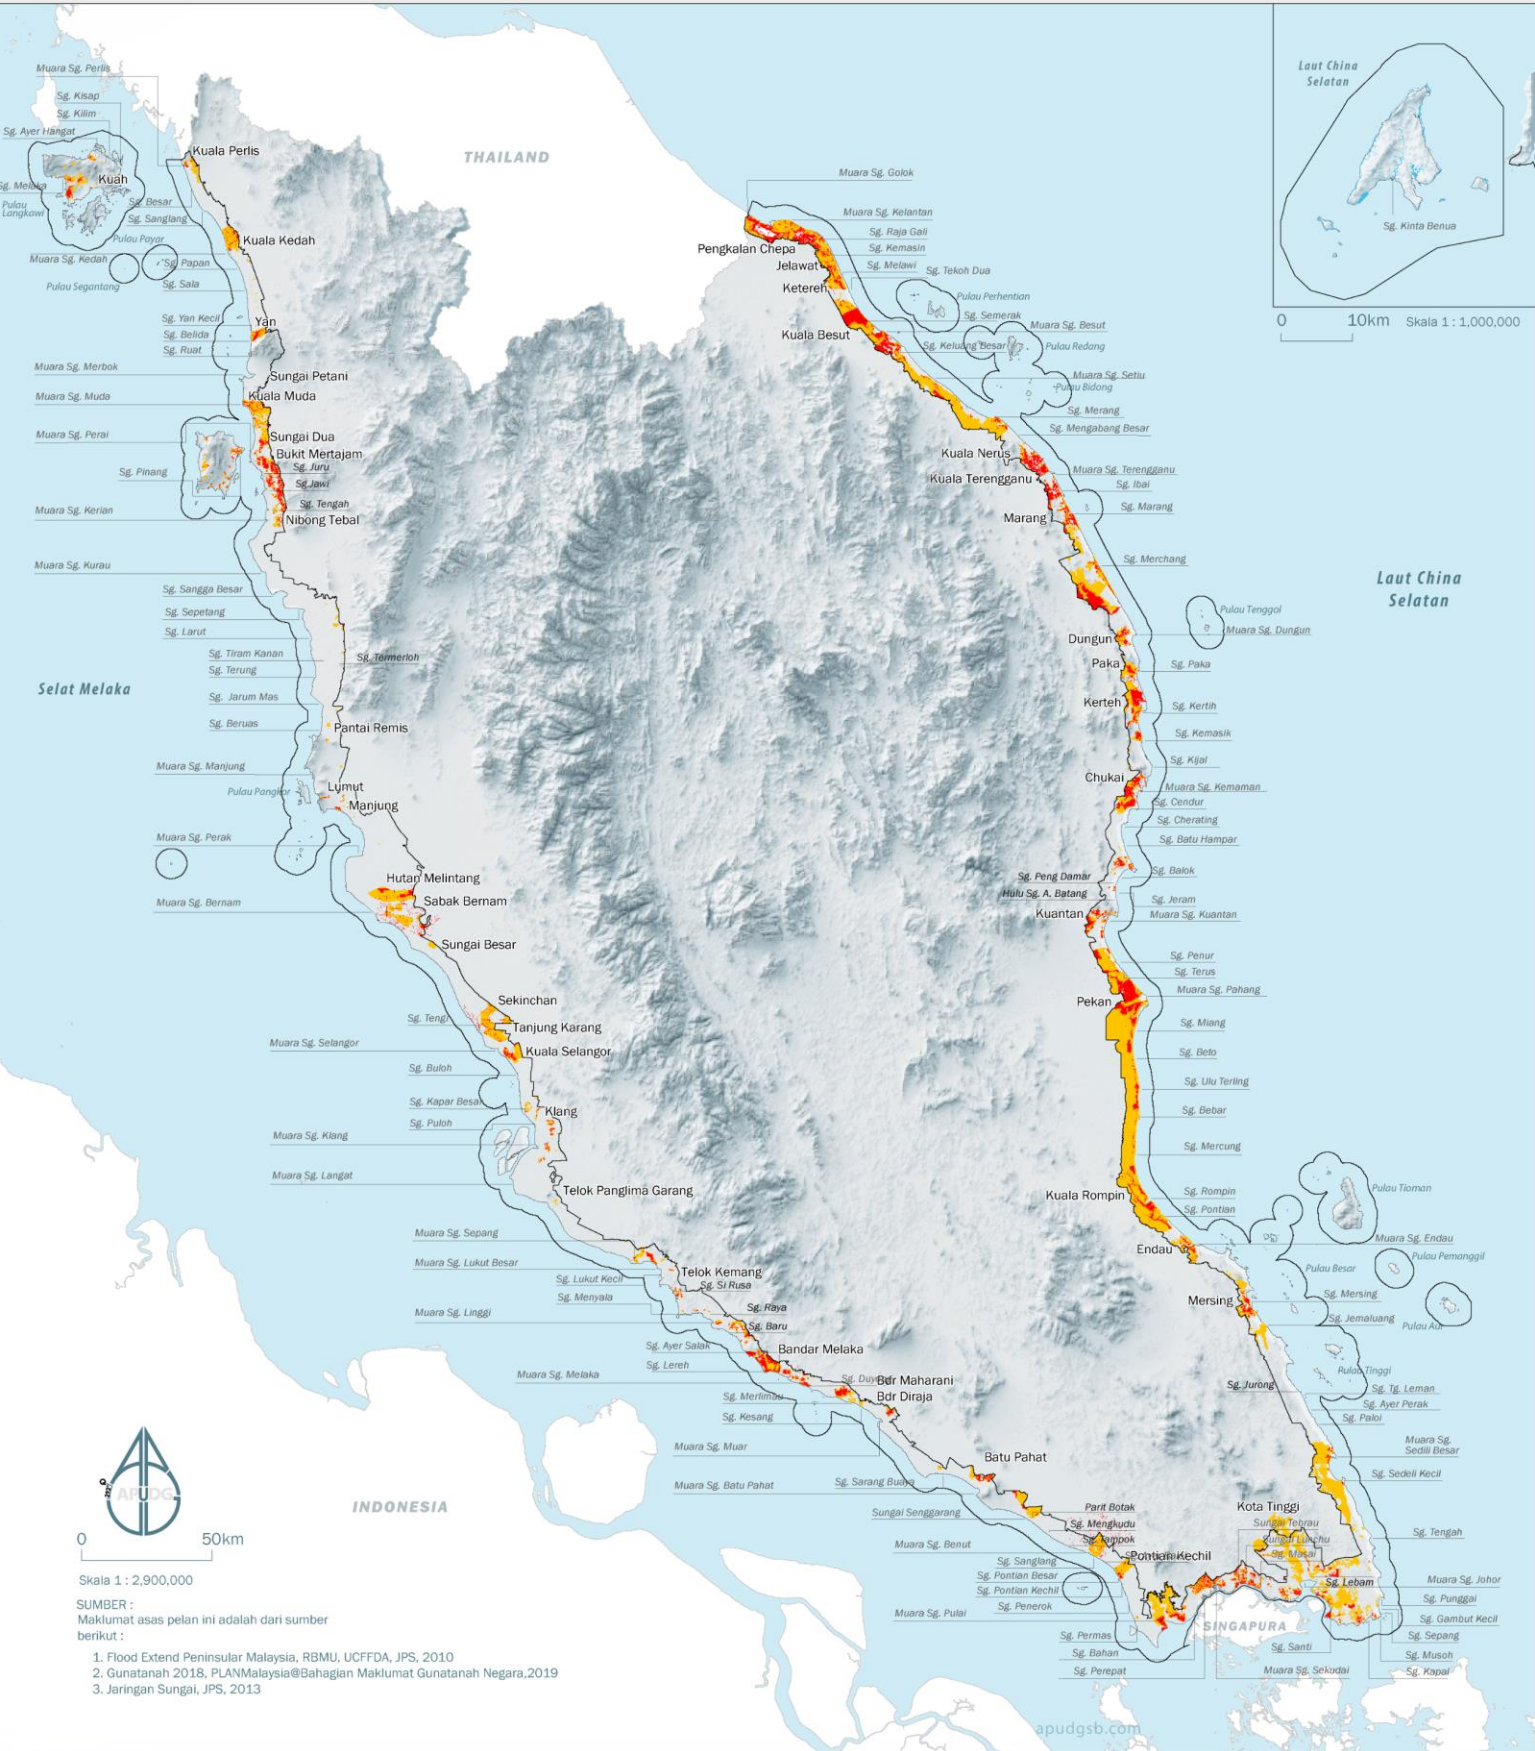 Muara Sg. Perlis
Sg. Kisap
Sg. Kilim
Sg. Ayer Hangat
Kuala Perlis
Kuah
Sg. Melaka
Pulau
Langkawi
Sg. Besar
Sg. Sanglang
Pulau Payar
Kuala Kedah
Muara Sg. Kedah
Sg. Papan
Pulau Segantang
Sg. Sala
Sg. Yan Kecil
Yan
Sg. Belida
Sg. Ruat
Muara Sg. Merbok
Sungai Petani
Muara Sg. Muda
Kuala Muda
Muara Sg. Perai
Sungai Dua
Bukit Mertajam
Sg. Juru
Sg. Pinang
Sg Jawi
Sg. Tengah
Muara Sg. Kerian
Nibong Tebal
Muara Sg. Kurau
Sg. Sangga Besar
Sg. Sepetang
Sg. Larut
Sg. Tiram Kanan
Sg. Termerloh
Sg. Terung
Selat Melaka
Sg. Jarum Mas
Sg. Beruas
Pantai Remis
Muara Sg. Manjung
Pulau Pangkor
Lumut
Manjung
Muara Sg. Perak
Hutan Melintang
Muara Sg. Bernam
Sabak Bernam
Sungai Besar
Sekinchan
Sg. Tengi
Tanjung Karang
Muara Sg. Selangor
Kuala Selangor
Sg. Buloh
Sg. Kapar Besar
Klang
Sg. Puloh
Muara Sg. Klang
Muara Sg. Langat
Telok Panglima Garang
Muara Sg. Sepang
Muara Sg. Lukut Besar
Telok Kemang
Sg. Lukut Kecil
Sg. Si Rusa
Sg. Menyala
Muara Sg. Linggi
Sg. Raya
Sg. Baru
Sg. Ayer Salak
Bandar Melaka
Sg. Lereh
Muara Sg. Melaka
Sg. Duyong
Bdr Maharani
Bdr Diraja
Sg. Merlimau
Sg. Kesang
Muara Sg. Muar
Batu Pahat
Muara Sg. Batu Pahat
Sg. Sarang Buaya
Sungai Senggarang
Parit Botak
Sg. Mengkudu
Sg. Tampok
Muara Sg. Benut
Pontian Kechil
Sg. Sanglang
Sg. Pontian Besar
Sg. Pontian Kechil
Sg. Penerok
Muara Sg. Pulai
Sg. Permas
Sg. Bahan
Sg. Perepat
THAILAND
Muara Sg. Golok
Muara Sg. Kelantan
Sg. Raja Gali
Pengkalan Chepa
Sg. Kemasin
Jelawat
Sg. Melawi
Sg. Tekoh Dua
Ketereh
Pulau Perhentian
Sg. Semerak
Kuala Besut
Muara Sg. Besut
Sg. Keluang Besar
Pulau Redang
Muara Sg. Setiu
Pulau Bidong
Sg. Merang
Sg. Mengabang Besar
Kuala Nerus
Kuala Terengganu
Muara Sg. Terengganu
Sg. Ibai
Marang
Sg. Marang
Sg. Merchang
Laut China
Selatan
Pulau Tenggol
Dungun
Muara Sg. Dungun
Paka
Sg. Paka
Kerteh
Sg. Kertih
Sg. Kemasik
Sg. Kijal
Chukai
Muara Sg. Kemaman
Sg. Cendur
Sg. Cherating
Sg. Batu Hampar
Sg. Peng Damar
Sg. Balok
Hulu Sg. A. Batang
Sg. Jeram
Kuantan
Muara Sg. Kuantan
Sg. Penur
Sg. Terus
Muara Sg. Pahang
Pekan
Sg. Miang
Sg. Beto
Sg. Ulu Terling
Sg. Bebar
Sg. Mercung
Kuala Rompin
Sg. Rompin
Sg. Pontian
Pulau Tioman
Endau
Muara Sg. Endau
Pulau Pemanggil
Pulau Besar
Mersing
Sg. Mersing
Sg. Jemaluang
Pulau Aur
Pulau Tinggi
Sg. Jurong
Sg. Tg. Leman
Sg. Ayer Perak
Sg. Paloi
Muara Sg.
Sedili Besar
Sg. Sedeli Kecil
Kota Tinggi
Sungai Tebrau
Sungai Lunchu
Sg. Masai
Sg. Tengah
Sg. Lebam
Muara Sg. Johor
Sg. Punggai
Sg. Gambut Kecil
SINGAPURA
Sg. Sepang
Sg. Santi
Sg. Musoh
Muara Sg. Sekudai
Sg. Kapal
Laut China
Selatan
Sg. Kinta Benua
0 10km Skala 1 : 1,000,000
INDONESIA
APUDG
0 50km
Skala 1 : 2,900,000
SUMBER :
Maklumat asas pelan ini adalah dari sumber
berikut :
1. Flood Extend Peninsular Malaysia, RBMU, UCFFDA, JPS, 2010
2. Gunatanah 2018, PLANMalaysia@Bahagian Maklumat Gunatanah Negara,2019
3. Jaringan Sungai, JPS, 2013
apudgsb.com